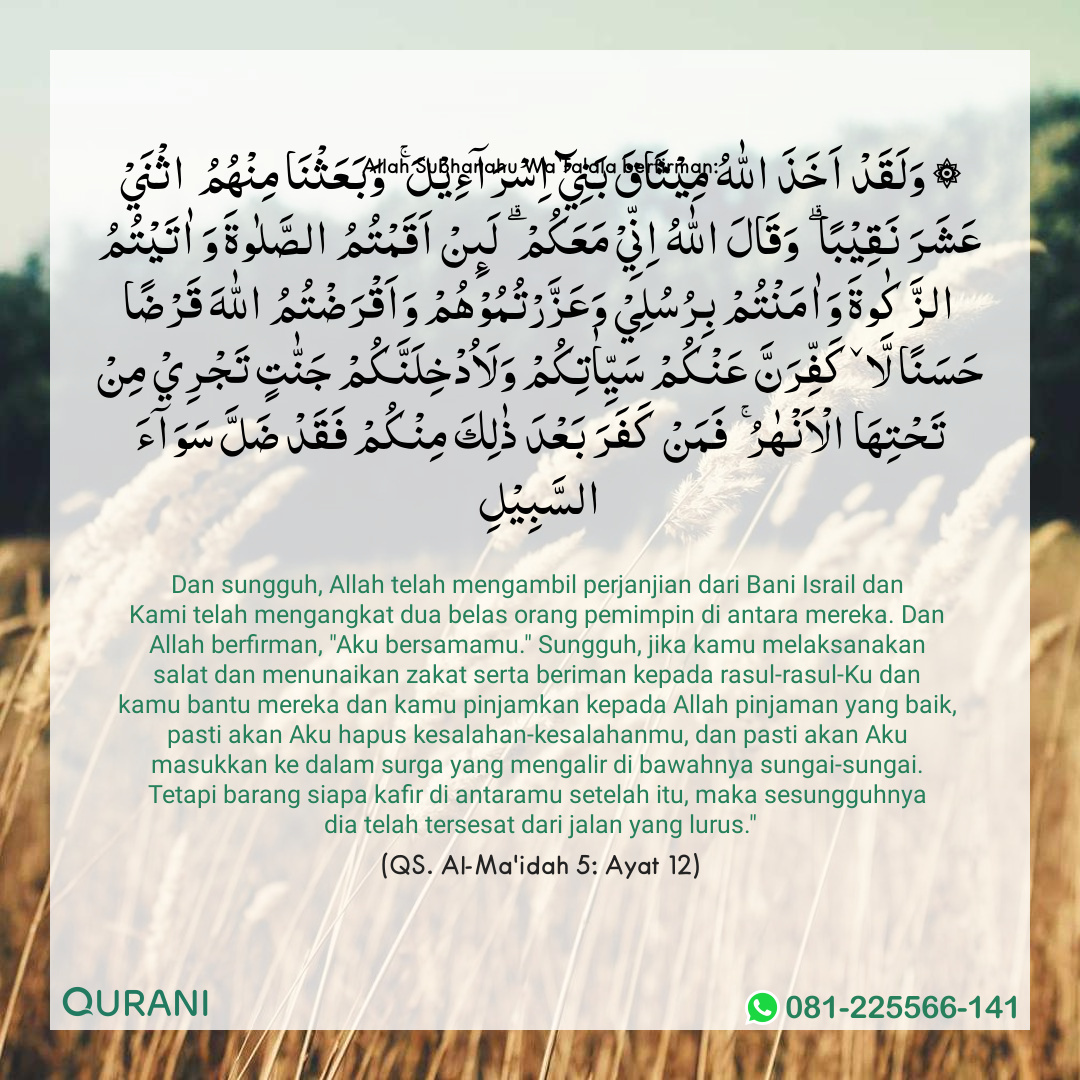 Allah Subhanahu Wa Ta'ala berfirman:
۞ وَلَقَدْ اَخَذَ اللّٰهُ مِيْثَاقَ بَنِيْٓ اِسْرَآءِيْلَۚ وَبَعَثْنَا مِنْهُمُ اثْنَيْ
عَشَرَ نَقِيْبًاۗ وَقَالَ اللّٰهُ اِنِّيْ مَعَكُمْ ۗ لَىِٕنْ اَقَمْتُمُ الصَّلٰوةَ وَاٰتَيْتُمُ
الزَّكٰوةَ وَاٰمَنْتُمْ بِرُسُلِيْ وَعَزَّرْتُمُوْهُمْ وَاَقْرَضْتُمُ اللّٰهَ قَرْضًا
حَسَنًا لَّاُكَفِّرَنَّ عَنْكُمْ سَيِّاٰتِكُمْ وَلَاُدْخِلَنَّكُمْ جَنّٰتٍ تَجْرِيْ مِنْ
تَحْتِهَا الْاَنْهٰرُۚ فَمَنْ كَفَرَ بَعْدَ ذٰلِكَ مِنْكُمْ فَقَدْ ضَلَّ سَوَآءَ
السَّبِيْلِ
Dan sungguh, Allah telah mengambil perjanjian dari Bani Israil dan
Kami telah mengangkat dua belas orang pemimpin di antara mereka. Dan
Allah berfirman, "Aku bersamamu." Sungguh, jika kamu melaksanakan
salat dan menunaikan zakat serta beriman kepada rasul-rasul-Ku dan
kamu bantu mereka dan kamu pinjamkan kepada Allah pinjaman yang baik,
pasti akan Aku hapus kesalahan-kesalahanmu, dan pasti akan Aku
masukkan ke dalam surga yang mengalir di bawahnya sungai-sungai.
Tetapi barang siapa kafir di antaramu setelah itu, maka sesungguhnya
dia telah tersesat dari jalan yang lurus."
(QS. Al-Ma'idah 5: Ayat 12)
QURANI
081-225566-141